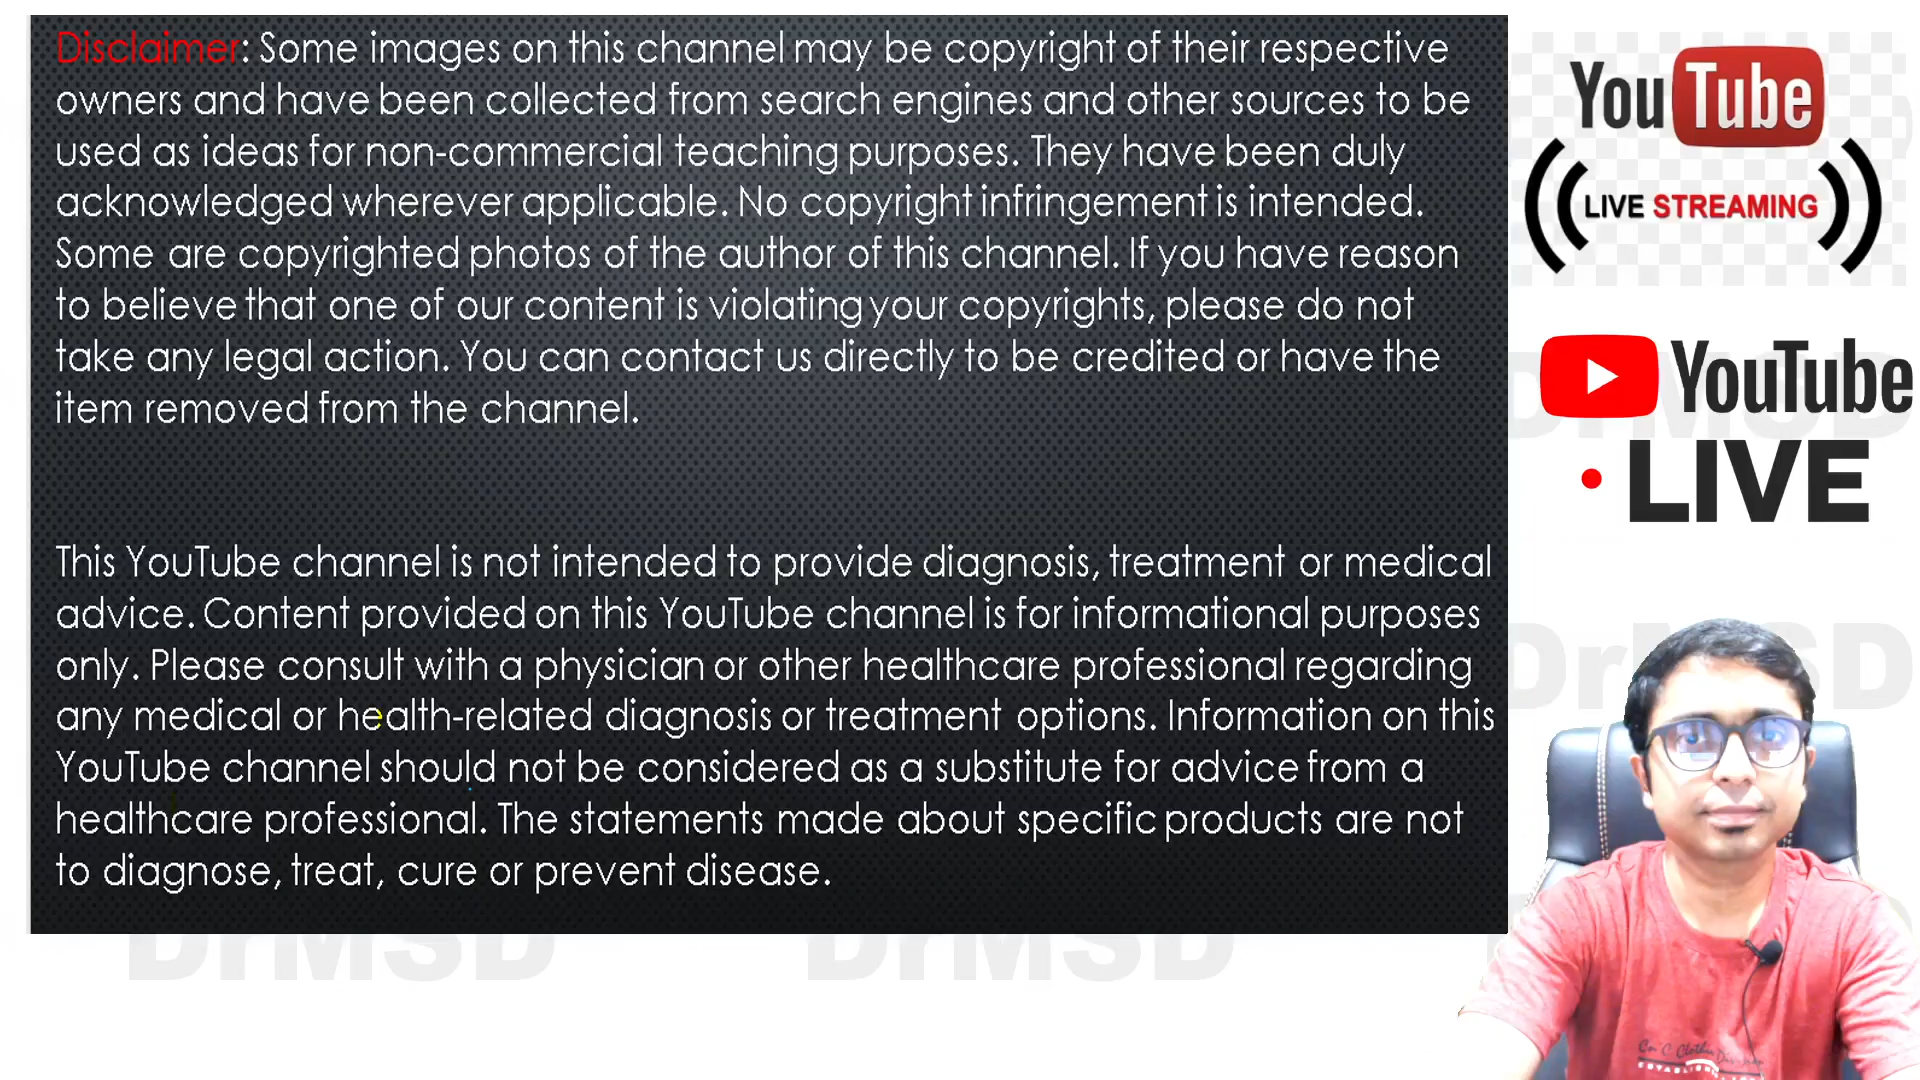 Disclaimer: Some images on this channel may be copyright of their respective
owners and have been collected from search engines and other sources to be
used as ideas for non-commercial teaching purposes. They have been duly
acknowledged wherever applicable. No copyright infringement is intended.
Some are copyrighted photos of the author of this channel. If you have reason
to believe that one of our content is violating your copyrights, please do not
take any legal action. You can contact us directly to be credited or have the
item removed from the channel.
This YouTube channel is not intended to provide diagnosis, treatment or medical
advice. Content provided on this YouTube channel is for informational purposes
only. Please consult with a physician or other healthcare professional regarding
any medical or health-related diagnosis or treatment options. Information on this
YouTube channel should not be considered as a substitute for advice from a
healthcare professional. The statements made about specific products are not
to diagnose, treat, cure or prevent disease.
YouTube
LIVE STREAMING
YouTube
LIVE
DrMSD
DrMSD
DrMSD
DrMSD